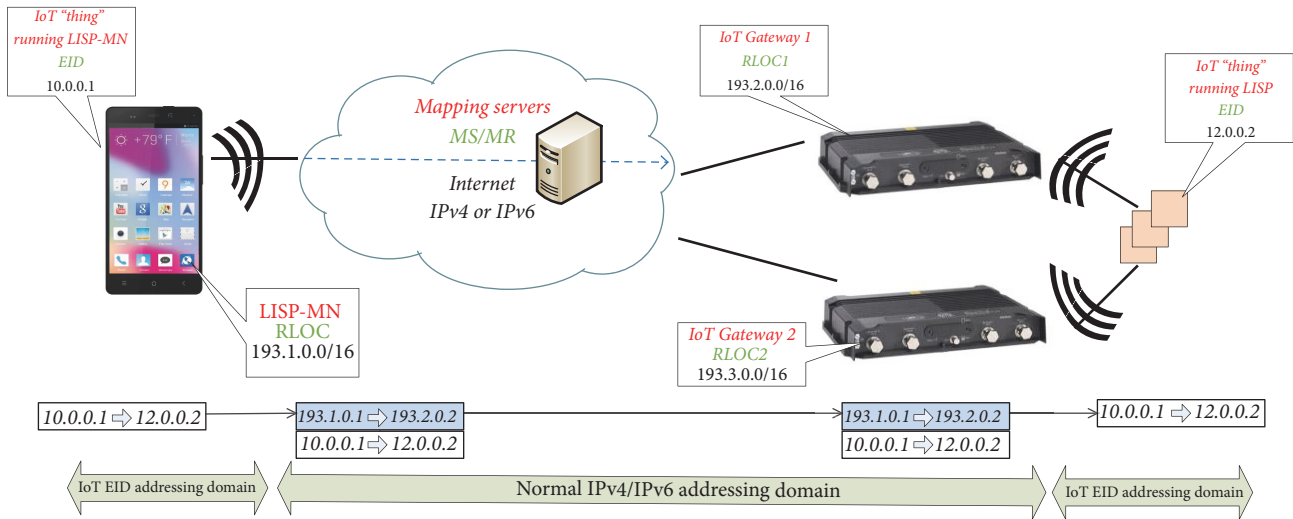 IoT “thing”
running LISP-MN
EID
10.0.0.1
+79° F
LISP-MN
RLOC
193.1.0.0/16
Mapping servers
MS/MR
Internet
IPv4 or IPv6
IoT Gateway 1
RLOC1
193.2.0.0/16
IoT Gateway 2
RLOC2
193.3.0.0/16
IoT “thing”
running LISP
EID
12.0.0.2
10.0.0.1 ⇨ 12.0.0.2
193.1.0.1 ⇨ 193.2.0.2
10.0.0.1 ⇨ 12.0.0.2
193.1.0.1 ⇨ 193.2.0.2
10.0.0.1 ⇨ 12.0.0.2
10.0.0.1 ⇨ 12.0.0.2
IoT EID addressing domain
Normal IPv4/IPv6 addressing domain
IoT EID addressing domain